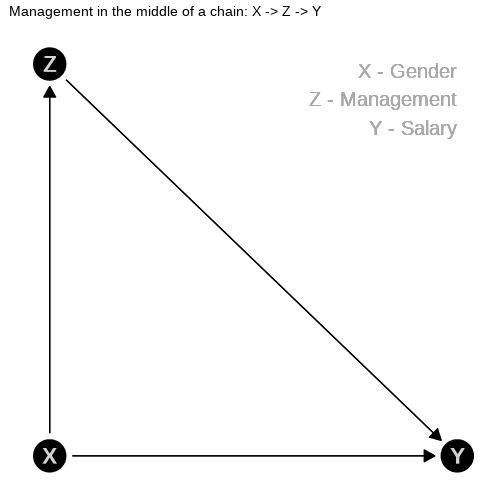 Management in the middle of a chain: X -> Z -> Y
Z
X - Gender
Z - Management
Y - Salary
X
Y